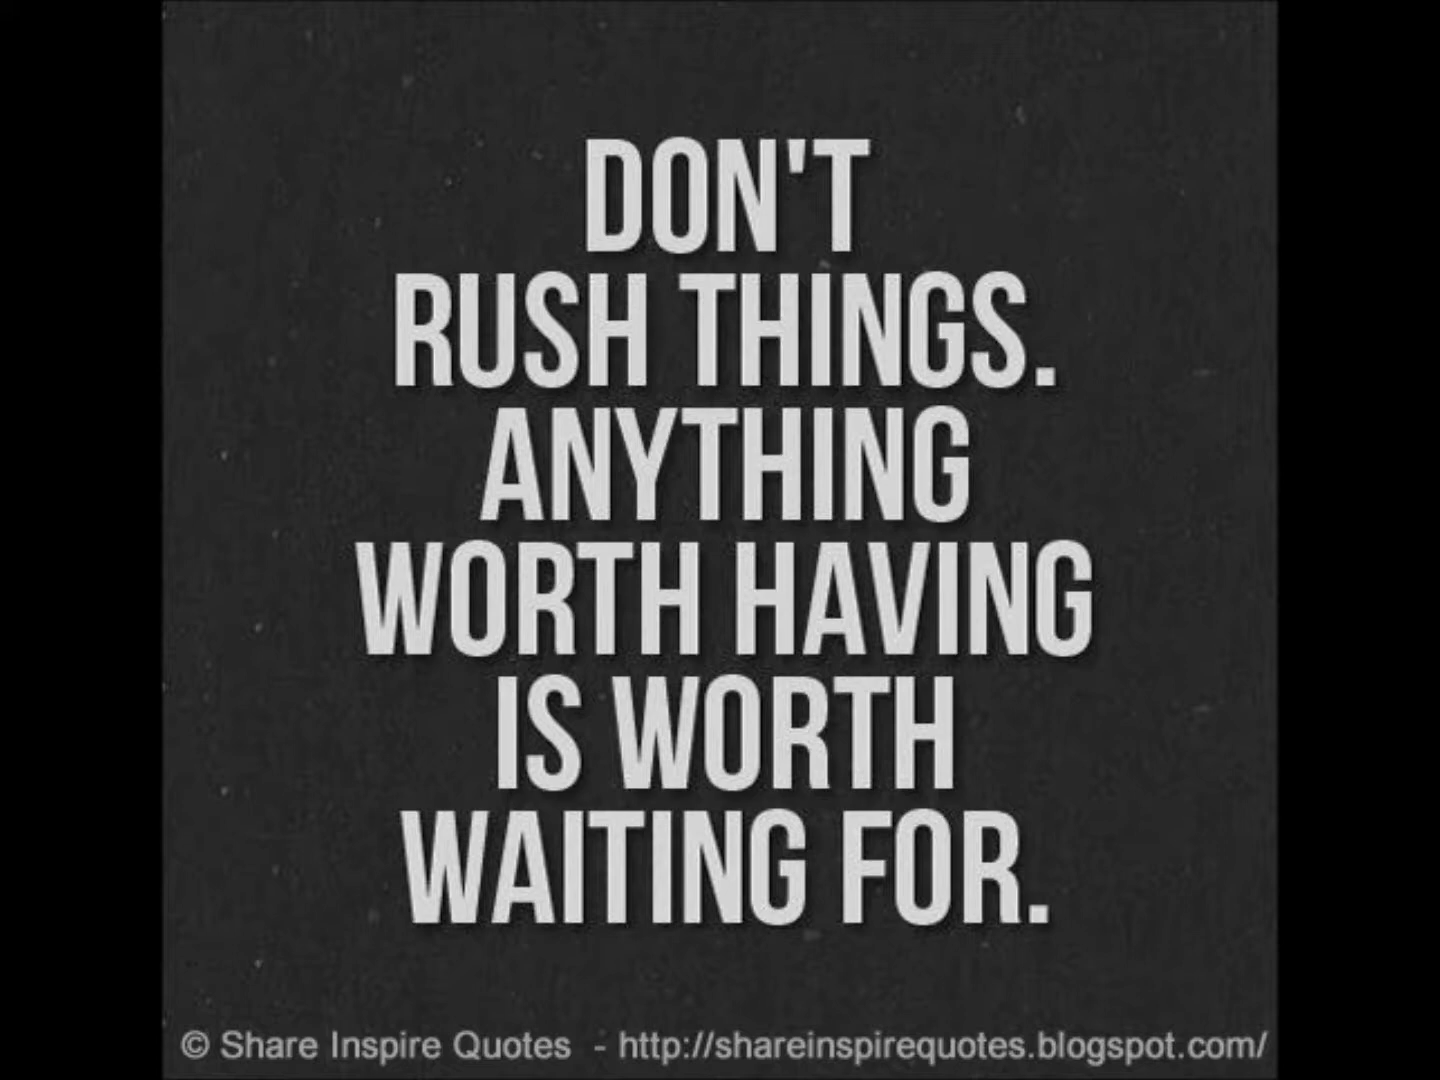 DON'T
RUSH THINGS.
ANYTHING
WORTH HAVING
IS WORTH
WAITING FOR.
© Share Inspire Quotes - http://shareinspirequotes.blogspot.com/